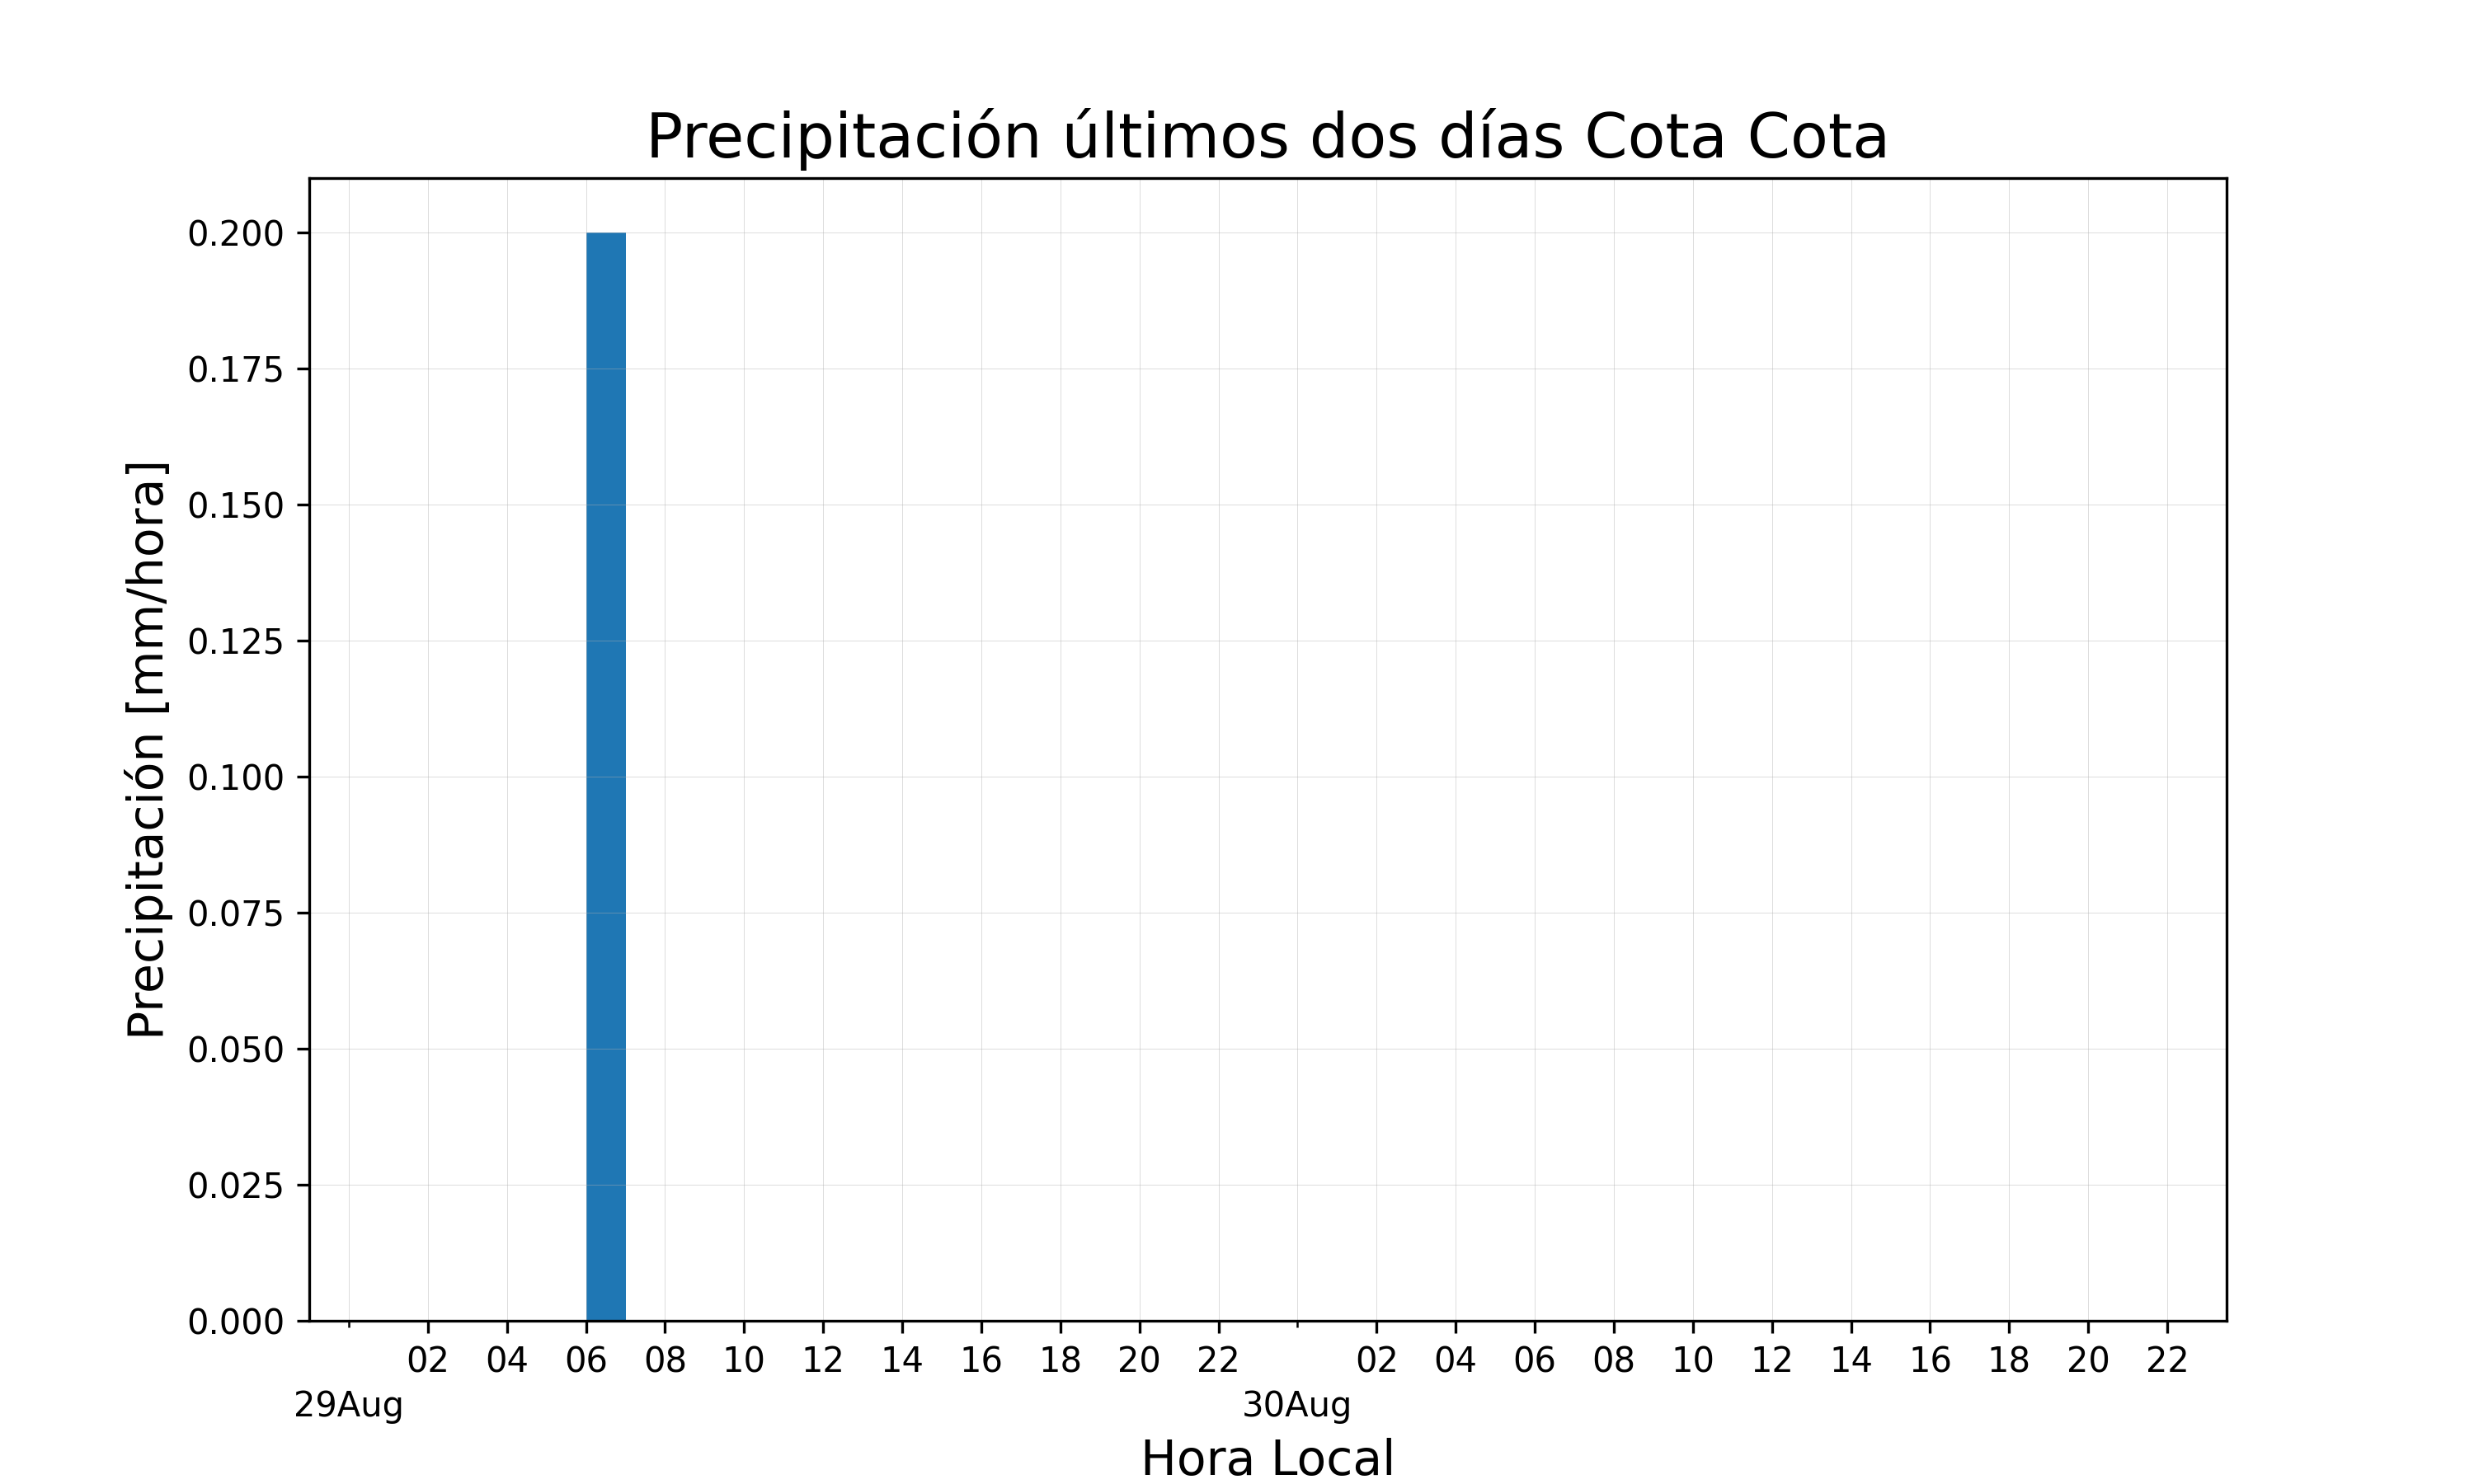 Precipitación últimos dos días Cota Cota
Precipitación [mm/hora]
0.200
0.175
0.150
0.125
0.100
0.075
0.050
0.025
0.000
02 04 06 08 10 12 14 16 18 20 22 02 04 06 08 10 12 14 16 18 20 22
29Aug 30Aug
Hora Local